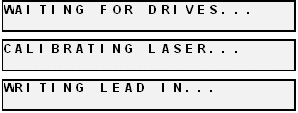 WAITING FOR DRIVES...
CALIBRATING LASER...
WRITING LEAD IN...